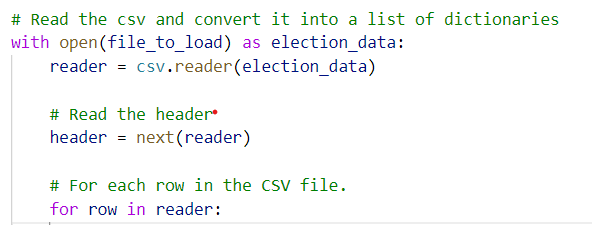 # Read the csv and convert it into a list of dictionaries
with open(file_to_load) as election_data:
    reader = csv.reader(election_data)

    # Read the header
    header = next(reader)

    # For each row in the CSV file.
    for row in reader: